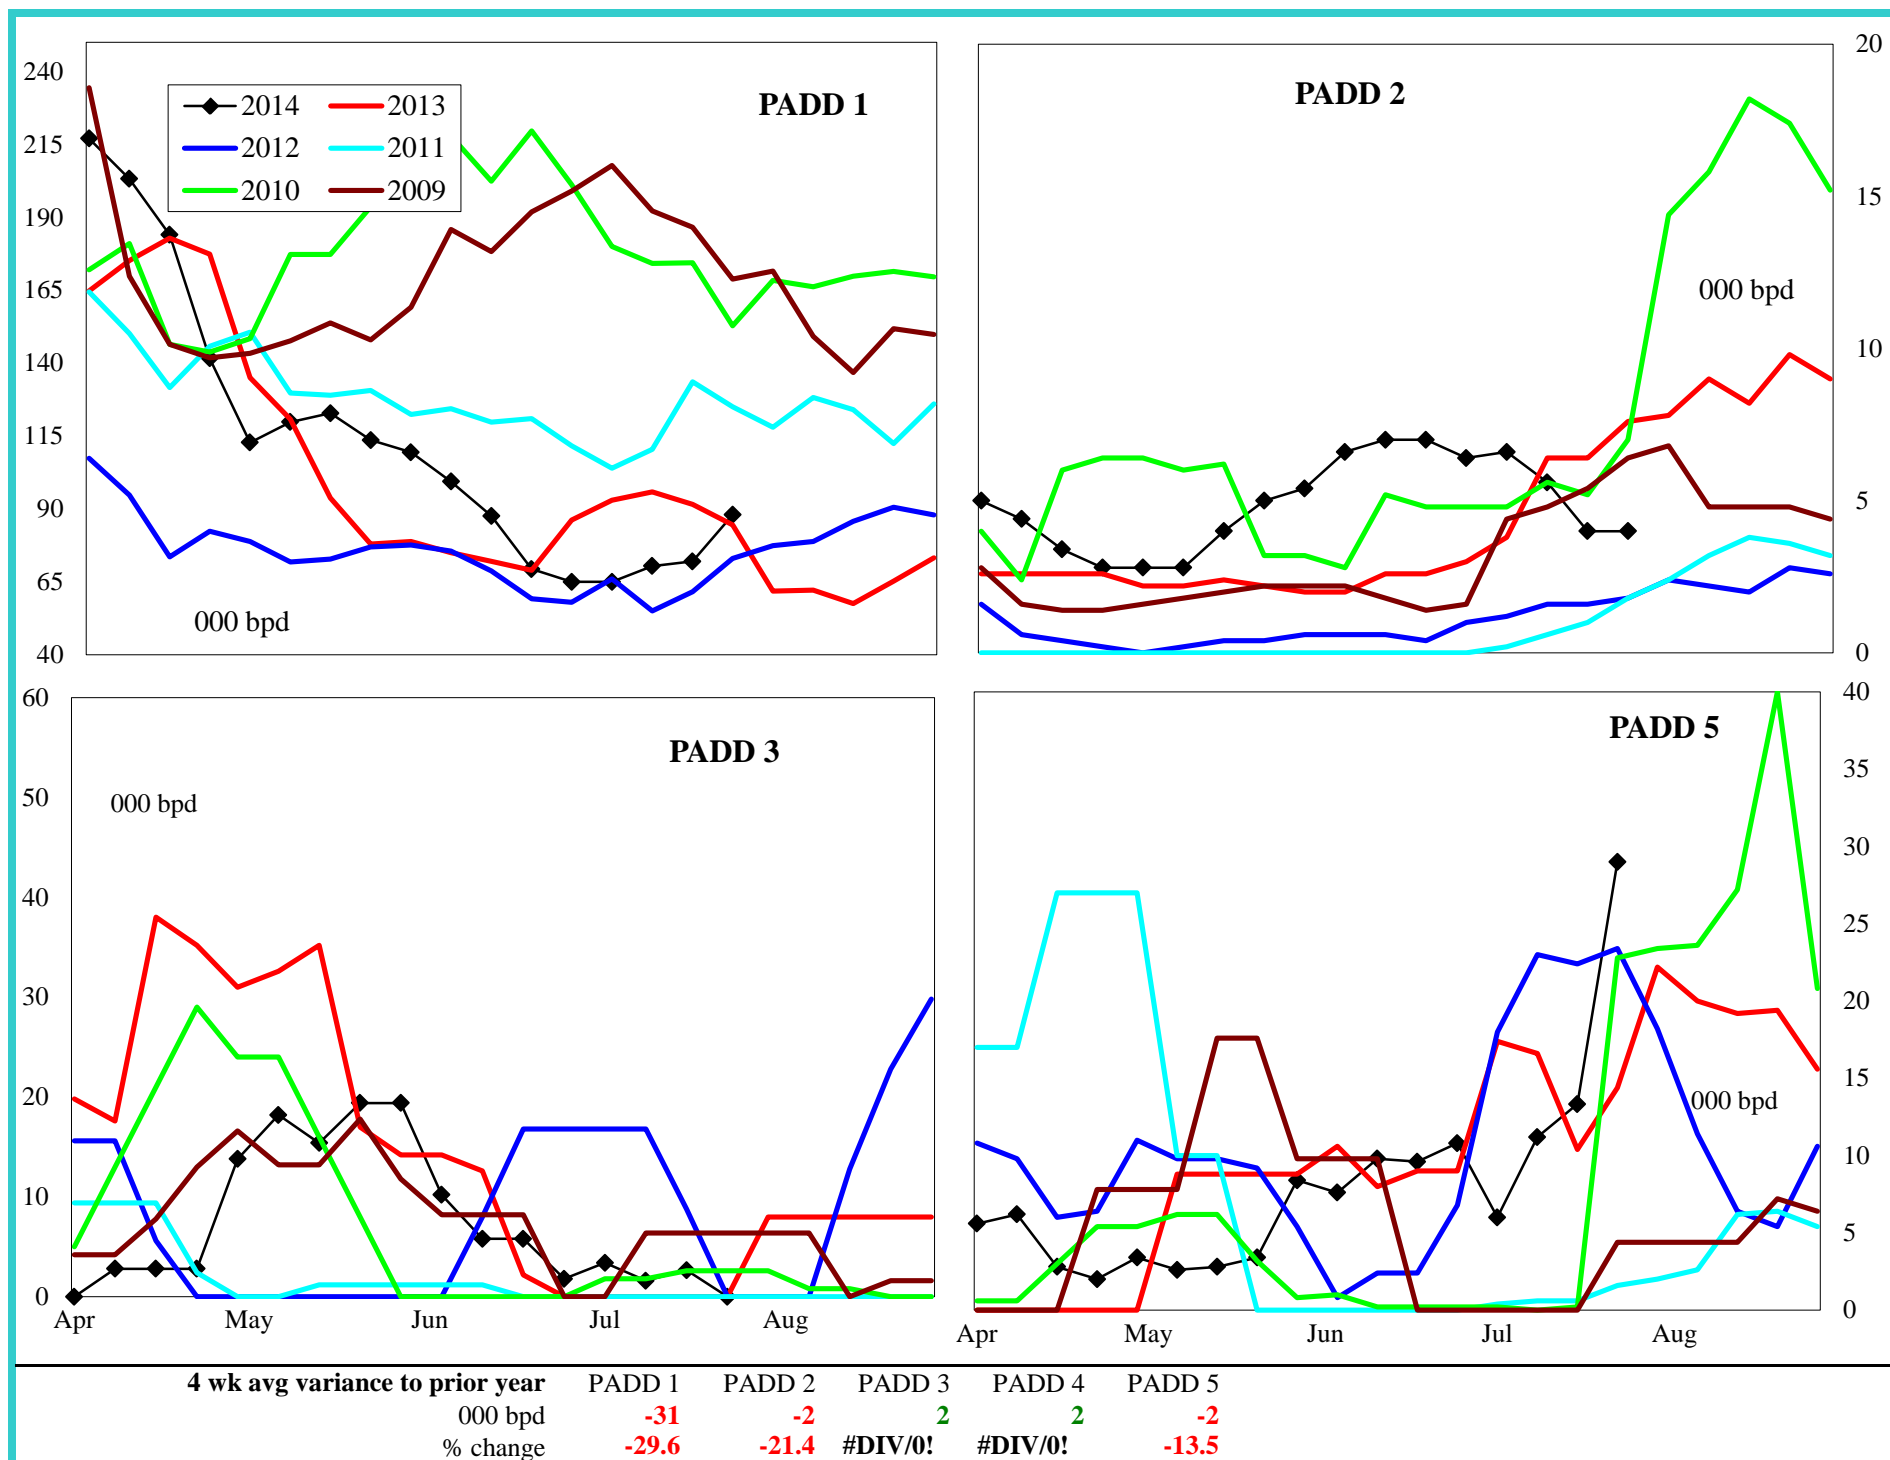 PADD 1
240
215
190
165
140
115
90
65
40
2014 2013
2012 2011
2010 2009
000 bpd
PADD 2
20
15
10
5
0
000 bpd
PADD 3
60
50
40
30
20
10
0
000 bpd
Apr May Jun Jul Aug
PADD 5
40
35
30
25
20
15
10
5
0
000 bpd
Apr May Jun Jul Aug
4 wk avg variance to prior year PADD 1 PADD 2 PADD 3 PADD 4 PADD 5
000 bpd -31 -2 2 2 -2
% change -29.6 -21.4 #DIV/0! #DIV/0! -13.5